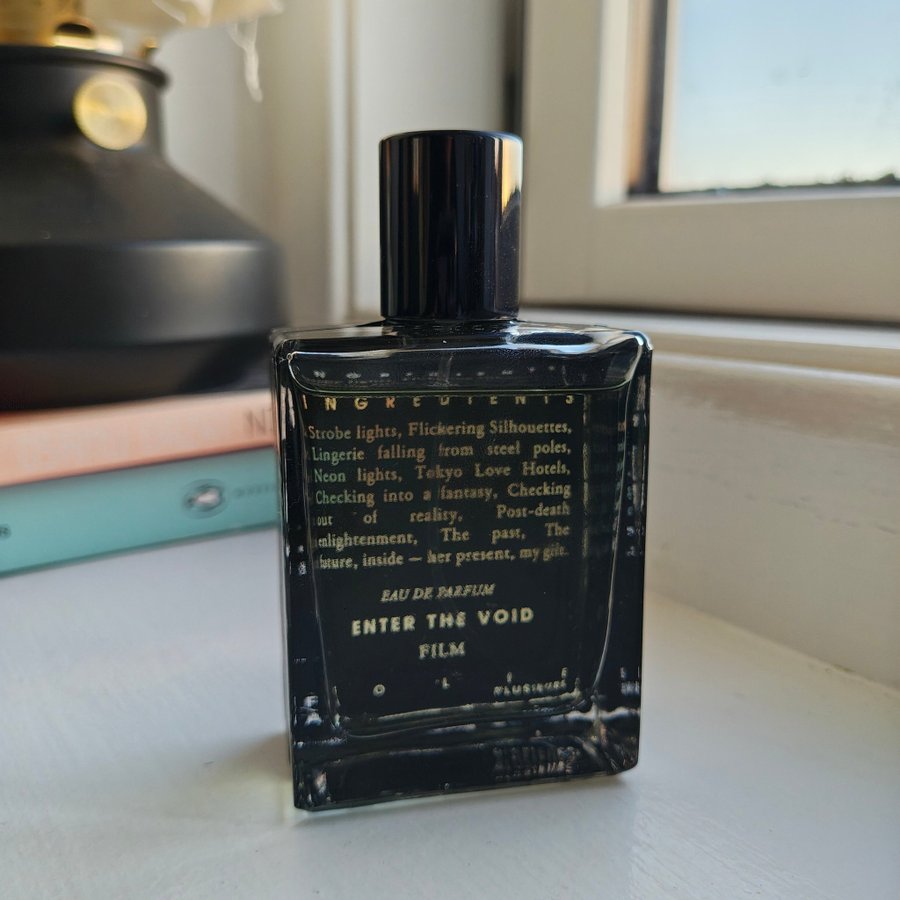 INGREDIENTS
Strobe lights, Flickering Silhouettes,
Lingerie falling from steel poles,
Neon lights, Tokyo Love Hotels,
Checking into a fantasy, Checking
out of reality, Post-death
enlightenment, The past, The
future, inside — her present, my gift.
EAU DE PARFUM
ENTER THE VOID
FILM